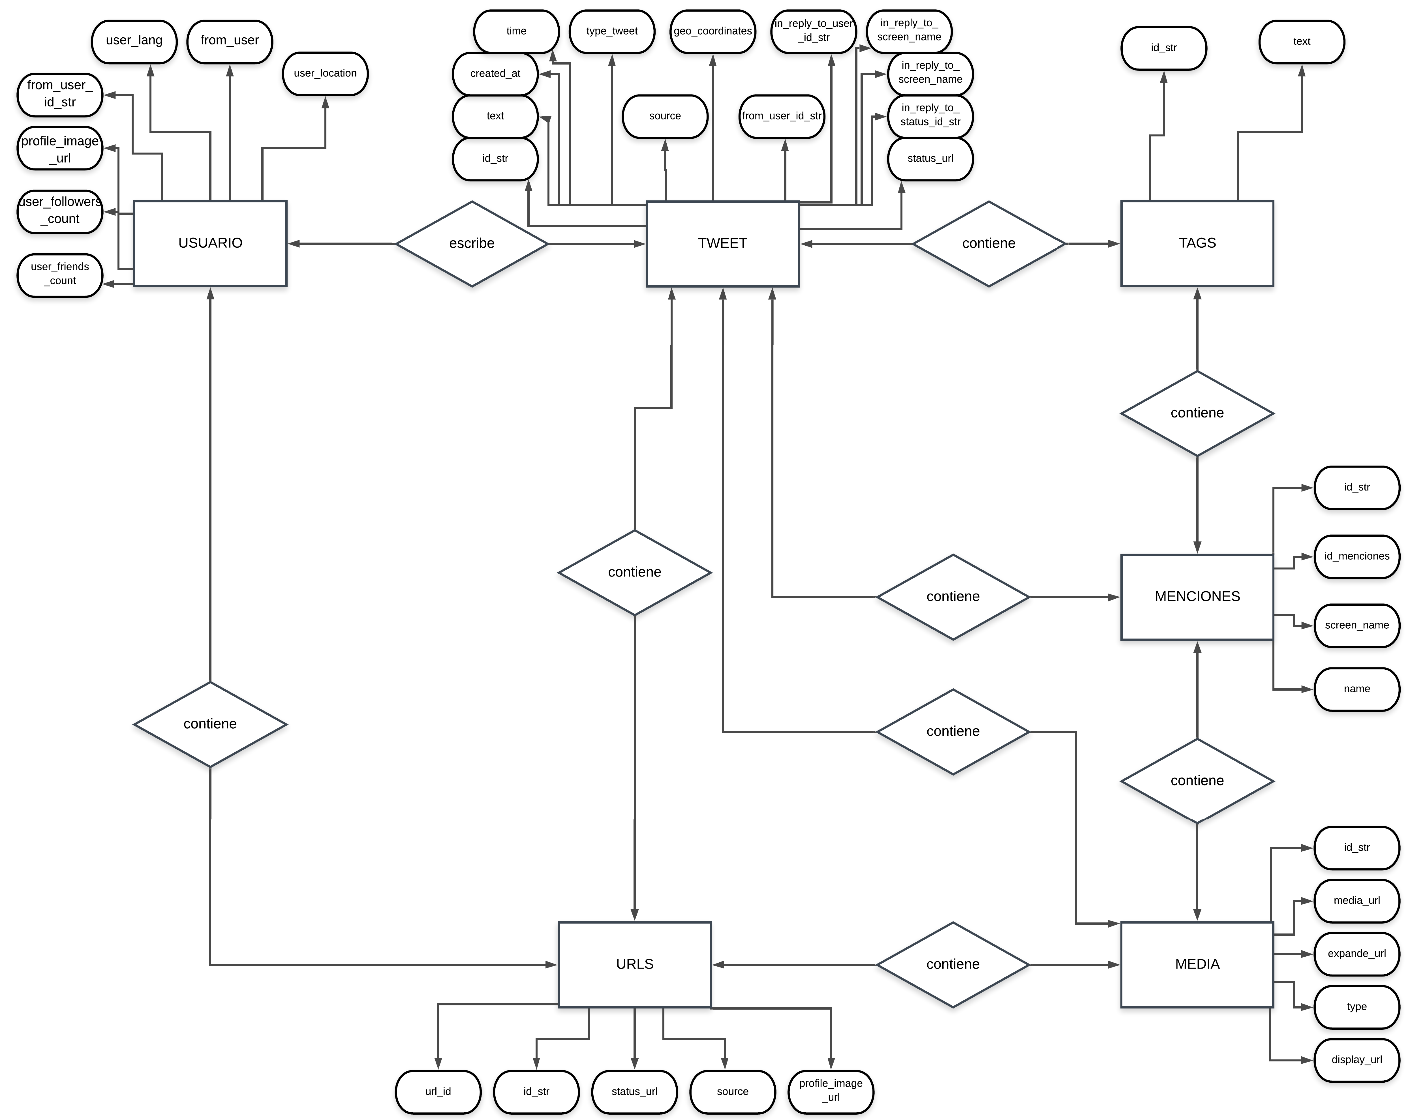 user_lang
from_user
user_location
from_user_
id_str
profile_image
_url
user_followers
_count
user_friends
_count
USUARIO
escribe
time
type_tweet
geo_coordinates
in_reply_to_user
_id_str
in_reply_to_
screen_name
created_at
in_reply_to_
screen_name
text
source
from_user_id_str
in_reply_to_
status_id_str
id_str
status_url
TWEET
contiene
id_str
text
TAGS
contiene
id_str
id_menciones
MENCIONES
screen_name
name
contiene
contiene
contiene
contiene
contiene
id_str
media_url
expande_url
type
display_url
MEDIA
contiene
URLS
url_id
id_str
status_url
source
profile_image
_url